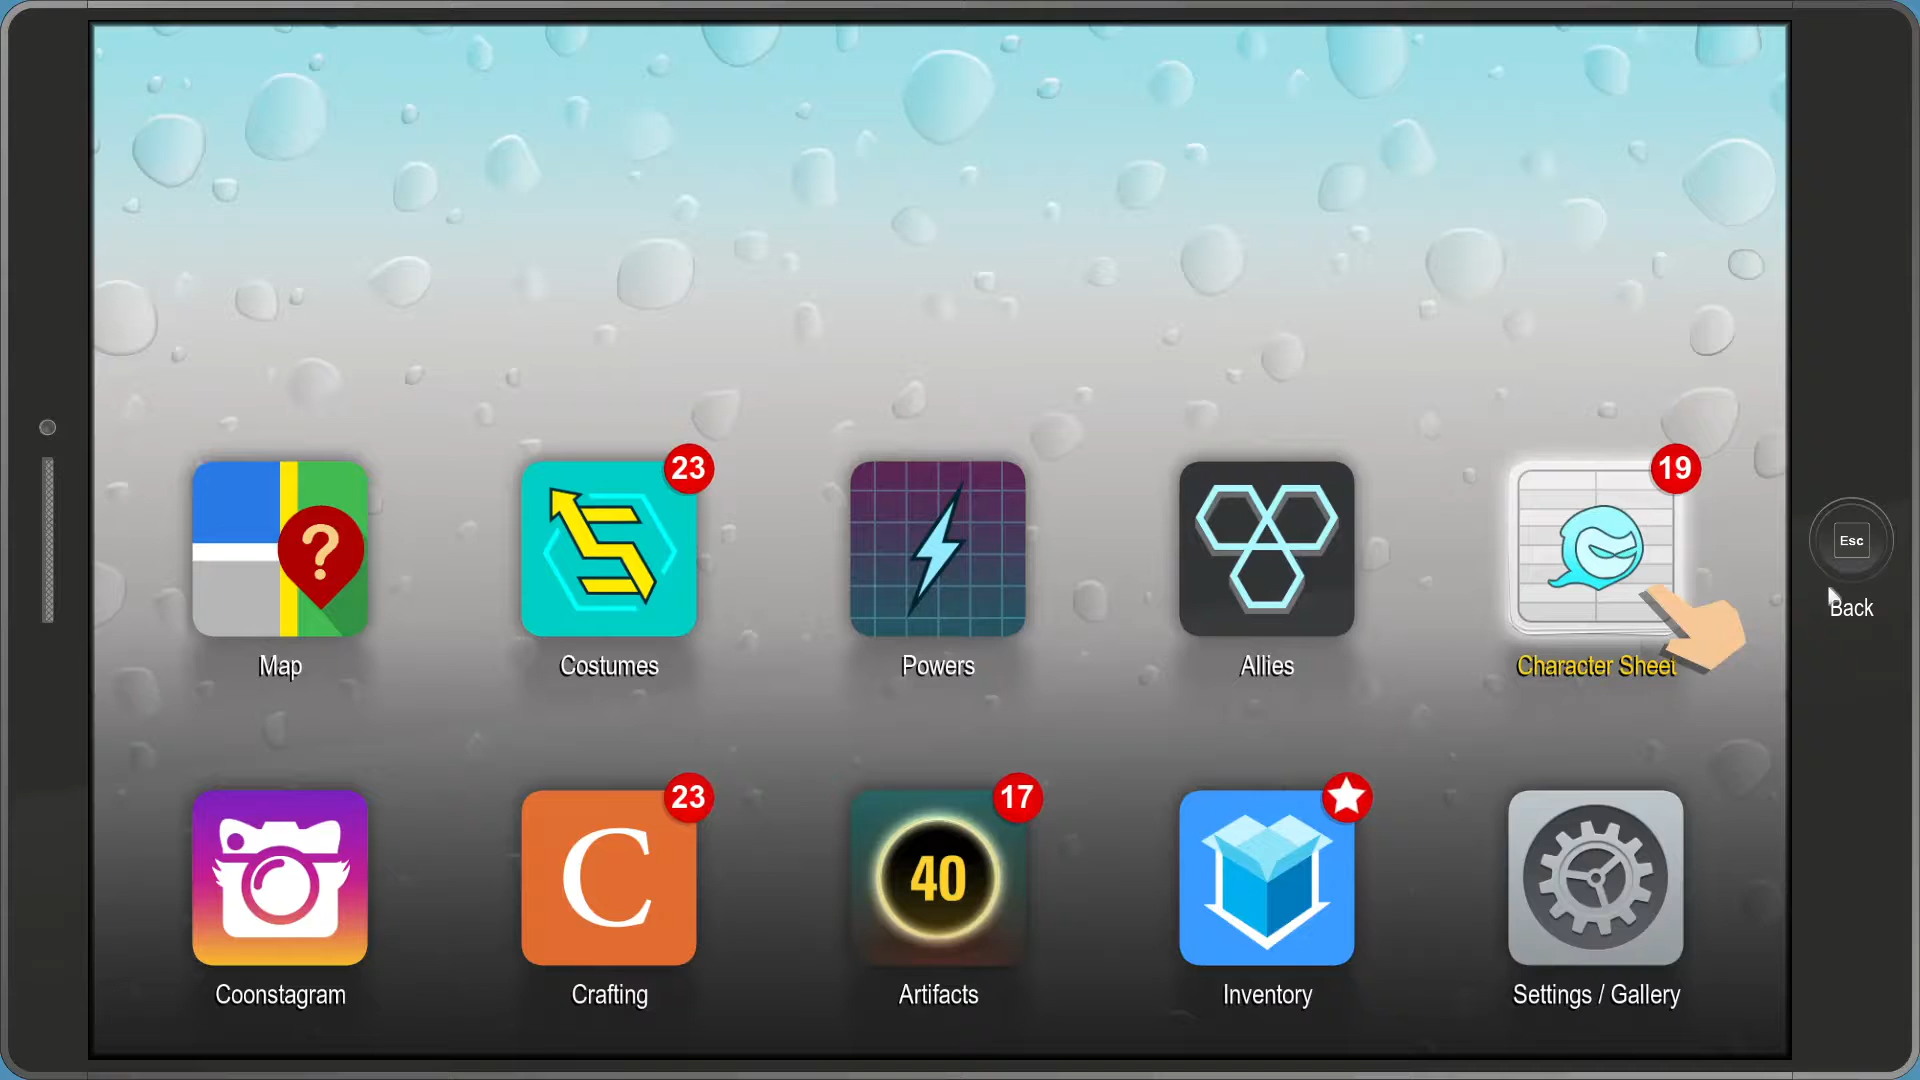 23
19
?
Esc
Back
Map
Costumes
Powers
Allies
Character Sheet
23
17
C
40
Coonstagram
Crafting
Artifacts
Inventory
Settings / Gallery